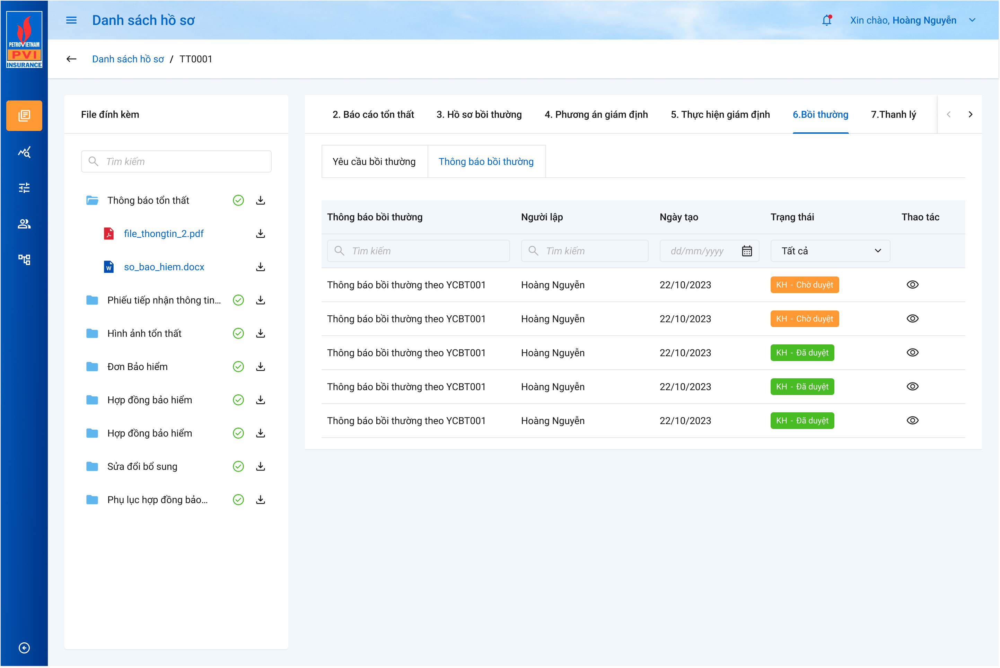 PETROVIETNAM
PVI
INSURANCE
Danh sách hồ sơ
Xin chào, Hoàng Nguyễn
Danh sách hồ sơ / TT0001
File đính kèm
Tìm kiếm
Thông báo tổn thất
file_thongtin_2.pdf
so_bao_hiem.docx
Phiếu tiếp nhận thông tin...
Hình ảnh tổn thất
Đơn Bảo hiểm
Hợp đồng bảo hiểm
Hợp đồng bảo hiểm
Sửa đổi bổ sung
Phụ lục hợp đồng bảo...
2. Báo cáo tổn thất 3. Hồ sơ bồi thường 4. Phương án giám định 5. Thực hiện giám định 6.Bồi thường 7.Thanh lý
Yêu cầu bồi thường Thông báo bồi thường
Thông báo bồi thường Người lập Ngày tạo Trạng thái Thao tác
Tìm kiếm Tìm kiếm dd/mm/yyyy Tất cả
Thông báo bồi thường theo YCBT001 Hoàng Nguyễn 22/10/2023 KH - Chờ duyệt
Thông báo bồi thường theo YCBT001 Hoàng Nguyễn 22/10/2023 KH - Chờ duyệt
Thông báo bồi thường theo YCBT001 Hoàng Nguyễn 22/10/2023 KH - Đã duyệt
Thông báo bồi thường theo YCBT001 Hoàng Nguyễn 22/10/2023 KH - Đã duyệt
Thông báo bồi thường theo YCBT001 Hoàng Nguyễn 22/10/2023 KH - Đã duyệt